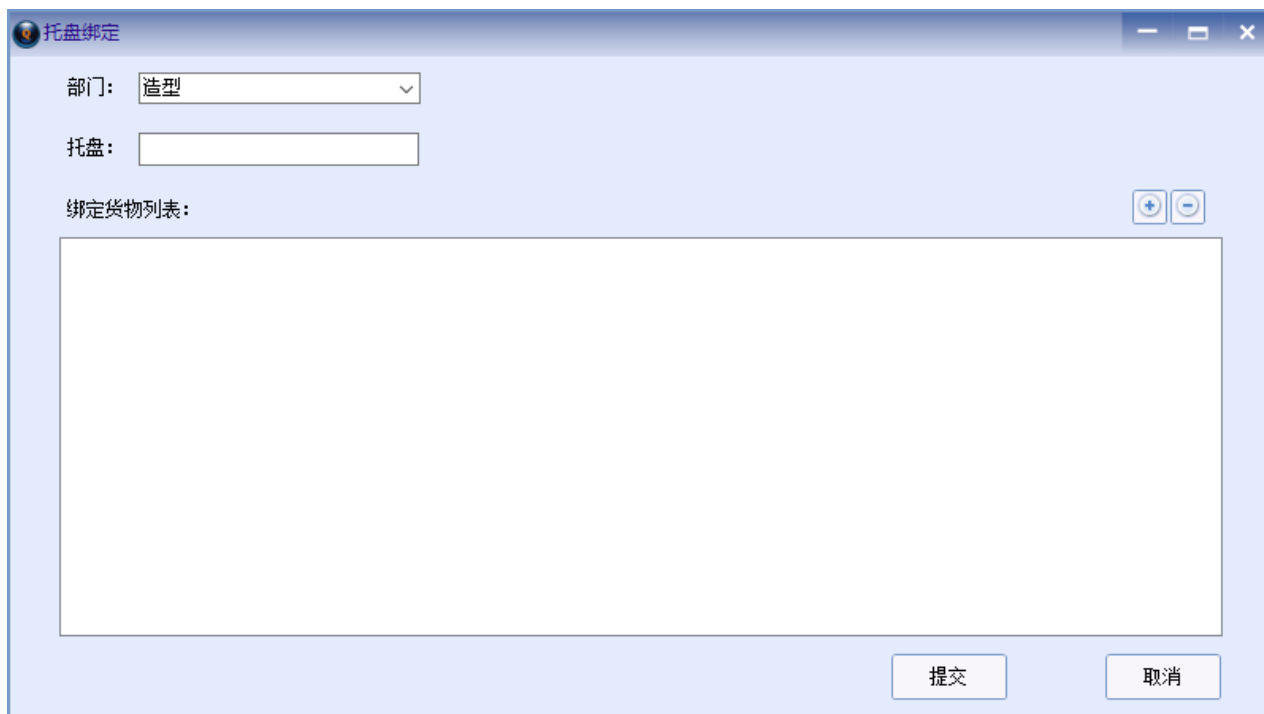 托盘绑定
部门： 造型
托盘：
绑定货物列表：
提交 取消